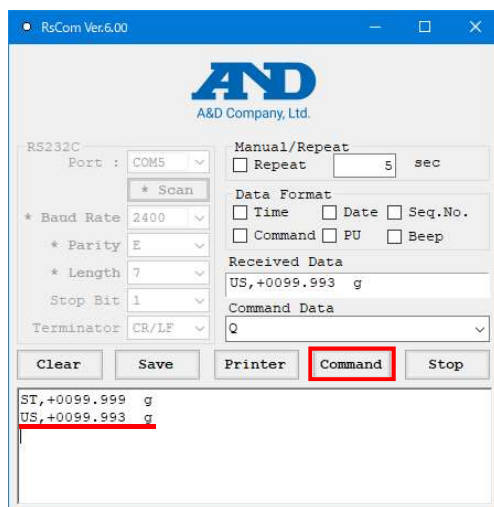 RsCom Ver.6.00
AND
A&D Company, Ltd.
RS232C
Port : COM5
* Scan
* Baud Rate 2400
* Parity E
* Length 7
Stop Bit 1
Terminator CR/LF
Manual/Repeat
Repeat 5 sec
Data Format
Time Date Seq.No.
Command PU Beep
Received Data
US,+0099.993 g
Command Data
Q
Clear Save Printer Command Stop
ST,+0099.999 g
US,+0099.993 g